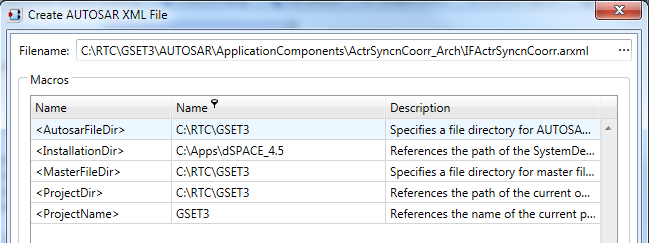 Create AUTOSAR XML File
Filename: C:\RTC\GSET3\AUTOSAR\ApplicationComponents\ActrSyncnCoorr_Arch\IFActrSyncnCoorr.arxml ...
Macros
Name Name Description
<AutosarFileDir> C:\RTC\GSET3 Specifies a file directory for AUTOSA...
<InstallationDir> C:\Apps\dSPACE_4.5 References the path of the SystemDe...
<MasterFileDir> C:\RTC\GSET3 Specifies a file directory for master fil...
<ProjectDir> C:\RTC\GSET3 References the path of the current o...
<ProjectName> GSET3 References the name of the current p...